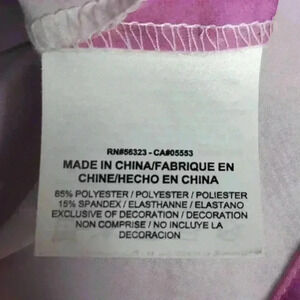 RN#56323 - CA#05553
MADE IN CHINA/FABRIQUE EN
CHINE/HECHO EN CHINA
85% POLYESTER / POLYESTER / POLIESTER
15% SPANDEX / ELASTHANNE / ELASTANO
EXCLUSIVE OF DECORATION / DECORATION
NON COMPRISE / NO INCLUYE LA
DECORACION